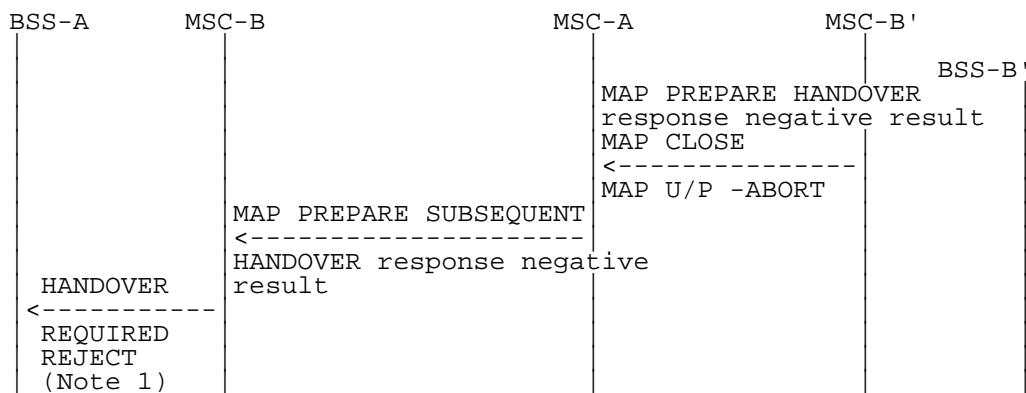 BSS-A MSC-B MSC-A MSC-B'
BSS-B'
MAP PREPARE HANDOVER
response negative result
MAP CLOSE
MAP U/P -ABORT
MAP PREPARE SUBSEQUENT
HANDOVER response negative
result
HANDOVER
REQUIRED
REJECT
(Note 1)